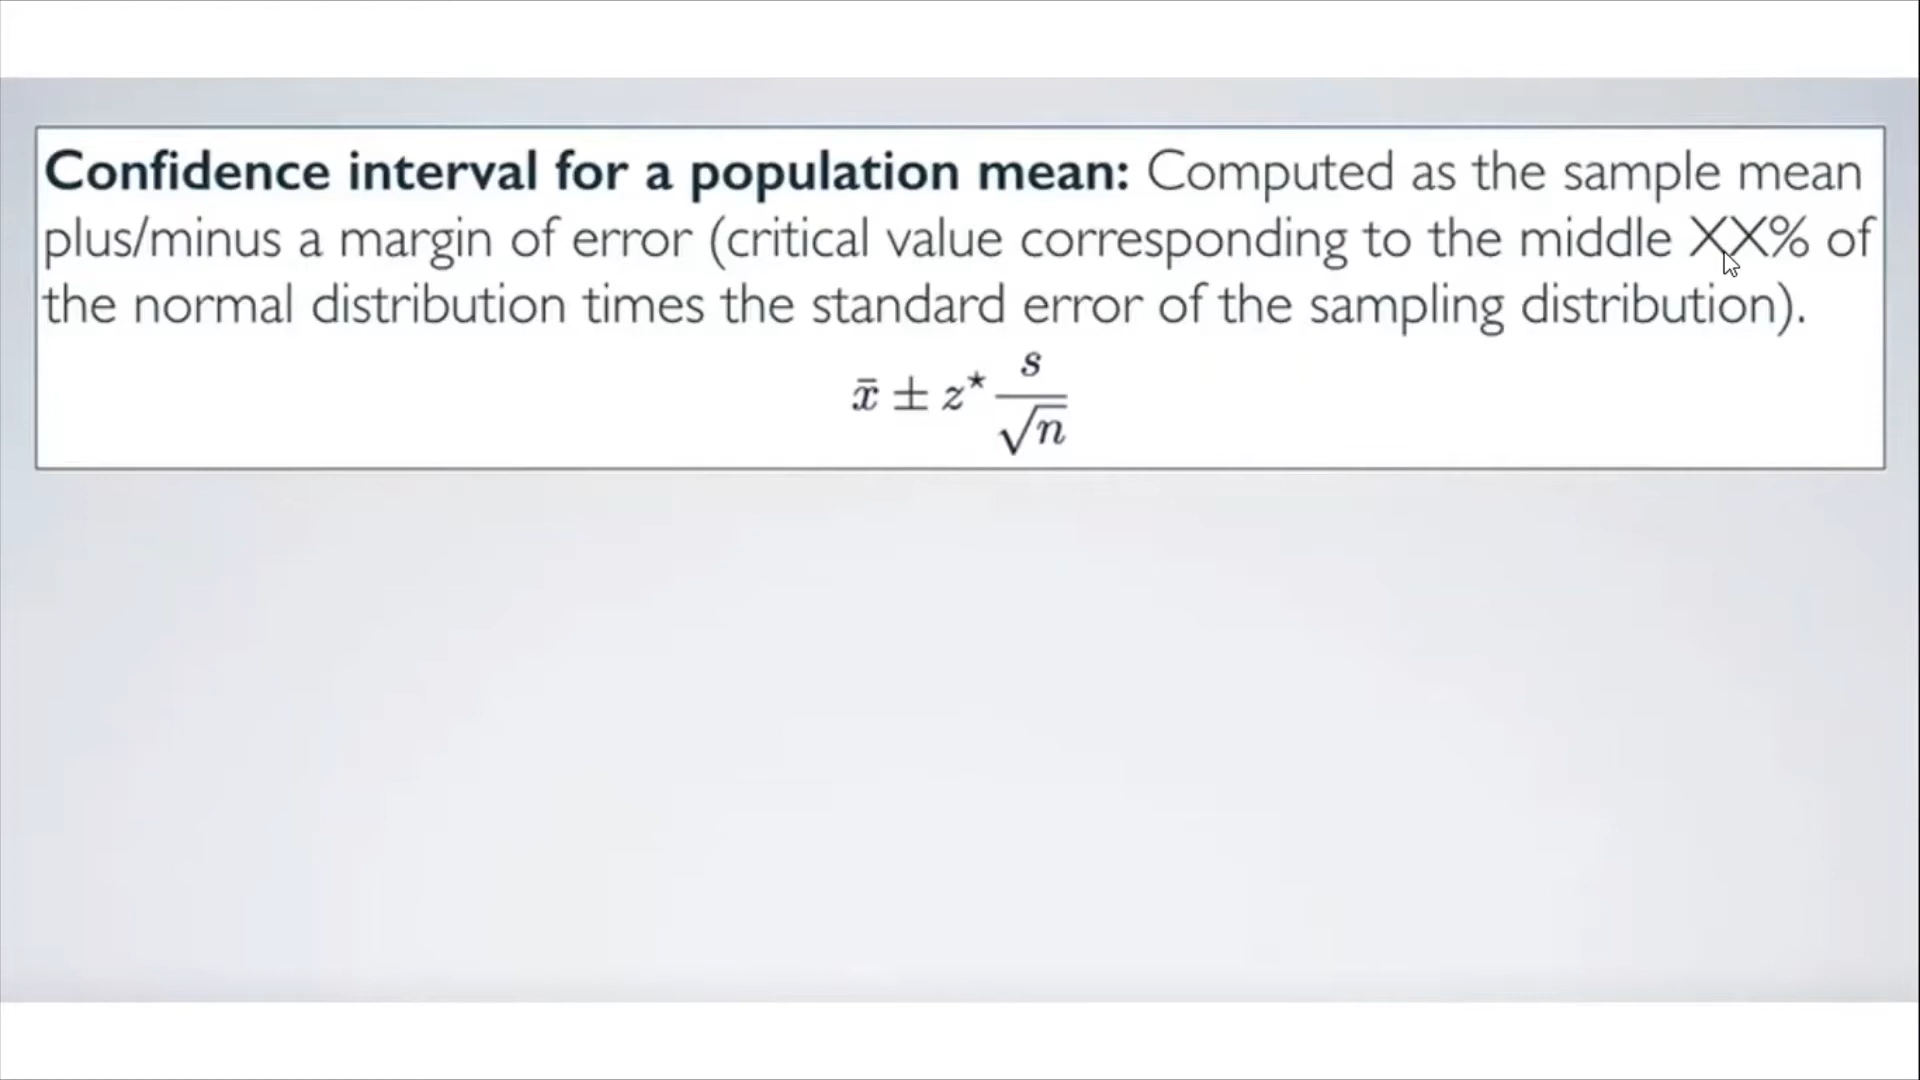 Confidence interval for a population mean: Computed as the sample mean
plus/minus a margin of error (critical value corresponding to the middle XX% of
the normal distribution times the standard error of the sampling distribution).
x̄ ± z⋆ s/√n